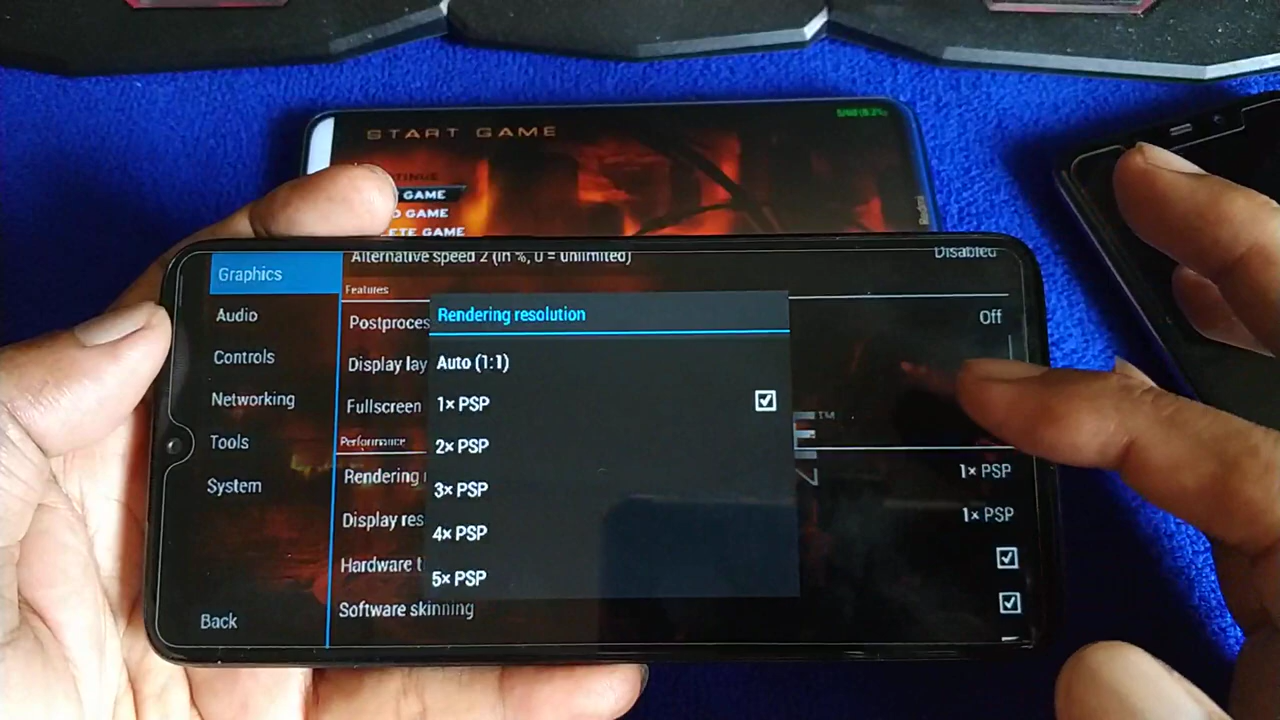 START GAME
GAME
GAME
GAME
Alternative speed 2 (in %, 0 = unlimited)
Disabled
Graphics
Audio
Controls
Networking
Tools
System
Back
Features
Postproces
Off
Display lay
Fullscreen
Performance
Rendering
1× PSP
Display res
1× PSP
Hardware t
Software skinning
Rendering resolution
Auto (1:1)
1× PSP
2× PSP
3× PSP
4× PSP
5× PSP
TM